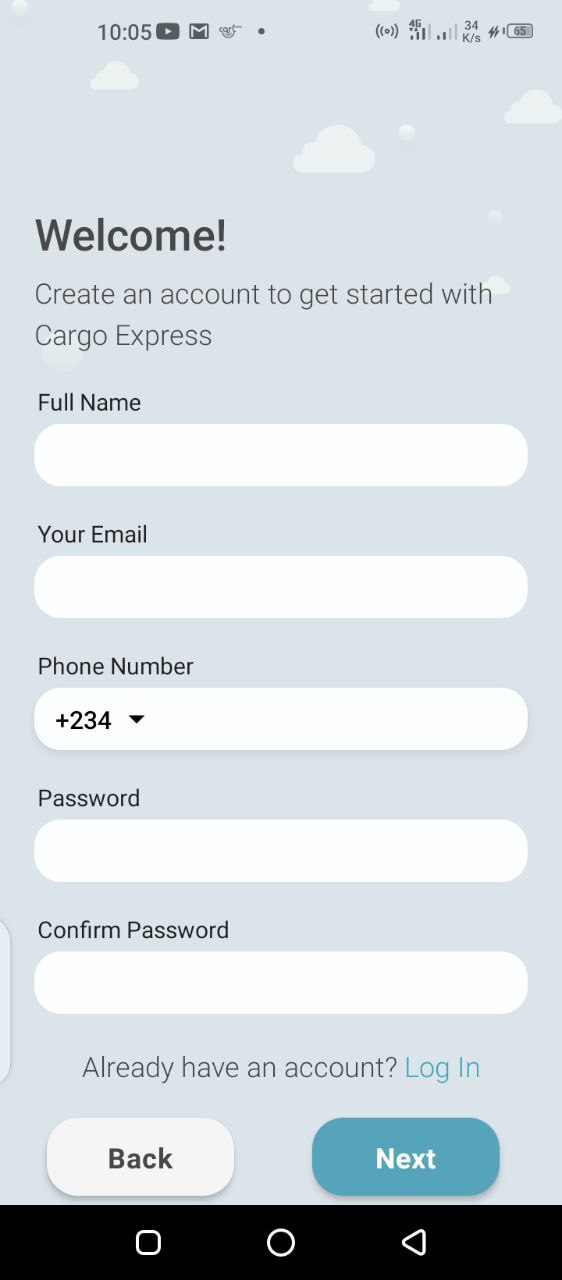 10:05 4G 34 K/s 65
Welcome!
Create an account to get started with
Cargo Express
Full Name
Your Email
Phone Number
+234
Password
Confirm Password
Already have an account? Log In
Back Next